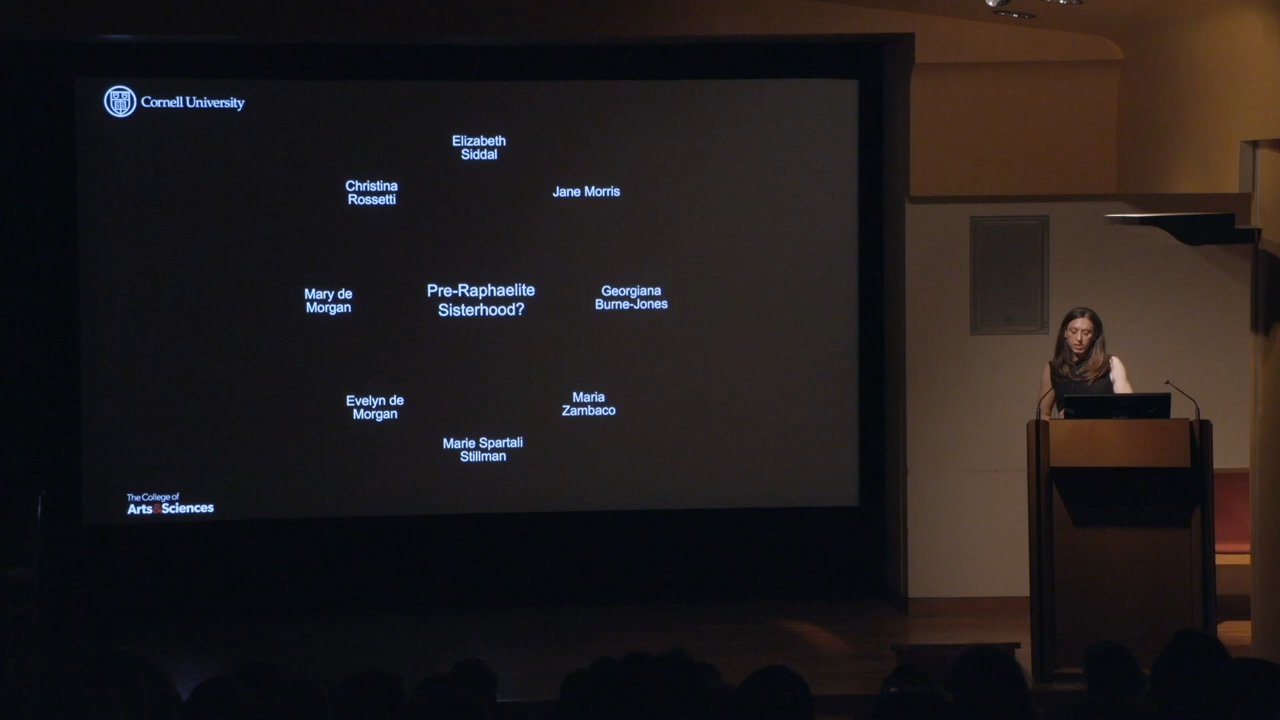 Cornell University
Elizabeth
Siddal
Christina
Rossetti
Jane Morris
Mary de
Morgan
Pre-Raphaelite
Sisterhood?
Georgiana
Burne-Jones
Evelyn de
Morgan
Maria
Zambaco
Marie Spartali
Stillman
The College of
Arts&Sciences